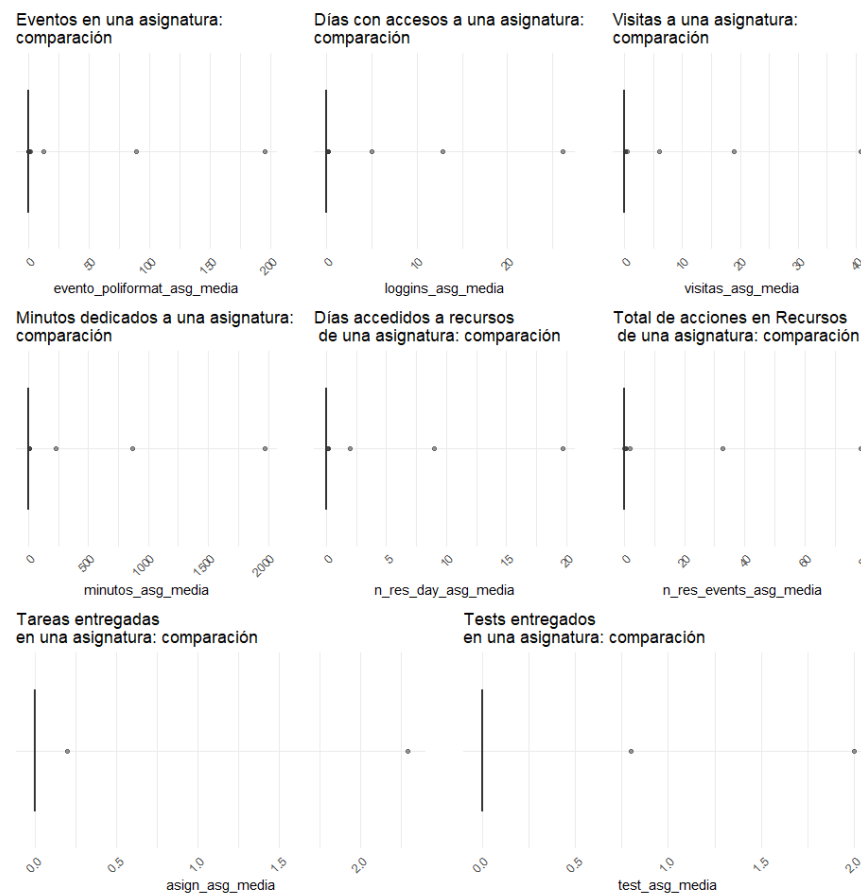 Eventos en una asignatura:
comparación
Días con accesos a una asignatura:
comparación
Visitas a una asignatura:
comparación
0 50 100 150 200
0 10 20
0 10 20 30 40
evento_poliformat_asg_media
loggins_asg_media
visitas_asg_media
Minutos dedicados a una asignatura:
comparación
Días accedidos a recursos
de una asignatura: comparación
Total de acciones en Recursos
de una asignatura: comparación
0 500 1000 1500 2000
0 5 10 15 20
0 20 40 60
minutos_asg_media
n_res_day_asg_media
n_res_events_asg_media
Tareas entregadas
en una asignatura: comparación
Tests entregados
en una asignatura: comparación
0.0 0.5 1.0 1.5 2.0
0.0 0.5 1.0 1.5 2.0
asign_asg_media
test_asg_media